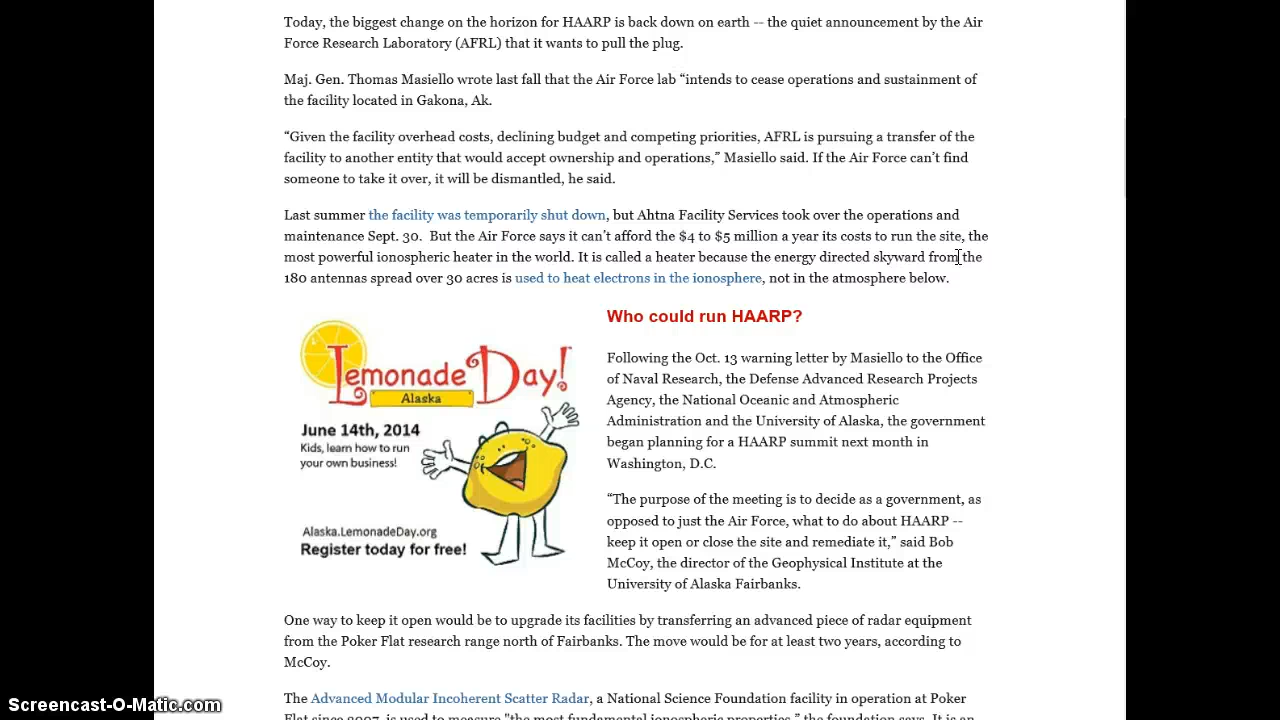 Today, the biggest change on the horizon for HAARP is back down on earth -- the quiet announcement by the Air
Force Research Laboratory (AFRL) that it wants to pull the plug.
Maj. Gen. Thomas Masiello wrote last fall that the Air Force lab “intends to cease operations and sustainment of
the facility located in Gakona, Ak.
“Given the facility overhead costs, declining budget and competing priorities, AFRL is pursuing a transfer of the
facility to another entity that would accept ownership and operations,” Masiello said. If the Air Force can’t find
someone to take it over, it will be dismantled, he said.
Last summer the facility was temporarily shut down, but Ahtna Facility Services took over the operations and
maintenance Sept. 30.  But the Air Force says it can’t afford the $4 to $5 million a year its costs to run the site, the
most powerful ionospheric heater in the world. It is called a heater because the energy directed skyward from the
180 antennas spread over 30 acres is used to heat electrons in the ionosphere, not in the atmosphere below.
Lemonade Day!
Alaska
June 14th, 2014
Kids, learn how to run
your own business!
Alaska.LemonadeDay.org
Register today for free!
Who could run HAARP?
Following the Oct. 13 warning letter by Masiello to the Office
of Naval Research, the Defense Advanced Research Projects
Agency, the National Oceanic and Atmospheric
Administration and the University of Alaska, the government
began planning for a HAARP summit next month in
Washington, D.C.
“The purpose of the meeting is to decide as a government, as
opposed to just the Air Force, what to do about HAARP --
keep it open or close the site and remediate it,” said Bob
McCoy, the director of the Geophysical Institute at the
University of Alaska Fairbanks.
One way to keep it open would be to upgrade its facilities by transferring an advanced piece of radar equipment
from the Poker Flat research range north of Fairbanks. The move would be for at least two years, according to
McCoy.
The Advanced Modular Incoherent Scatter Radar, a National Science Foundation facility in operation at Poker
Flat since 2007, is used to measure "the most fundamental ionospheric properties," the foundation says. It is an
Screencast-O-Matic.com